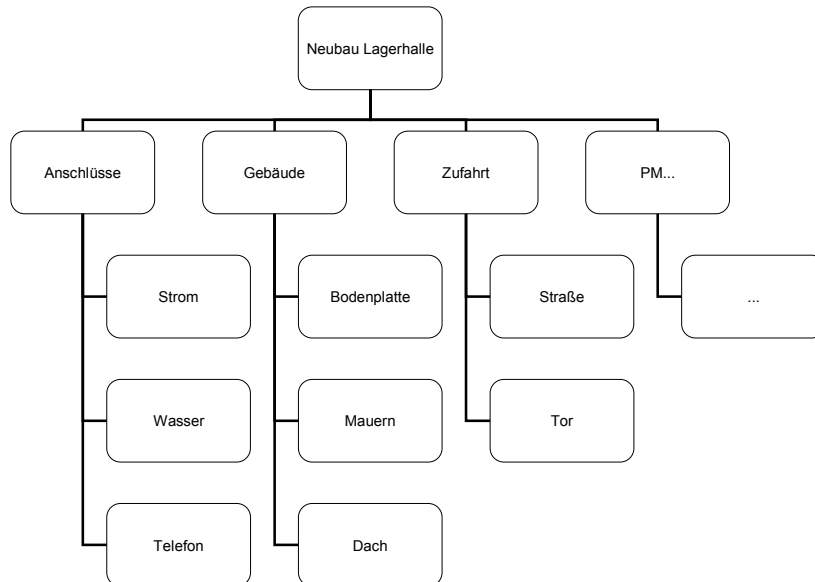 Neubau Lagerhalle
Anschlüsse
Gebäude
Zufahrt
PM...
Strom
Bodenplatte
Straße
...
Wasser
Mauern
Tor
Telefon
Dach